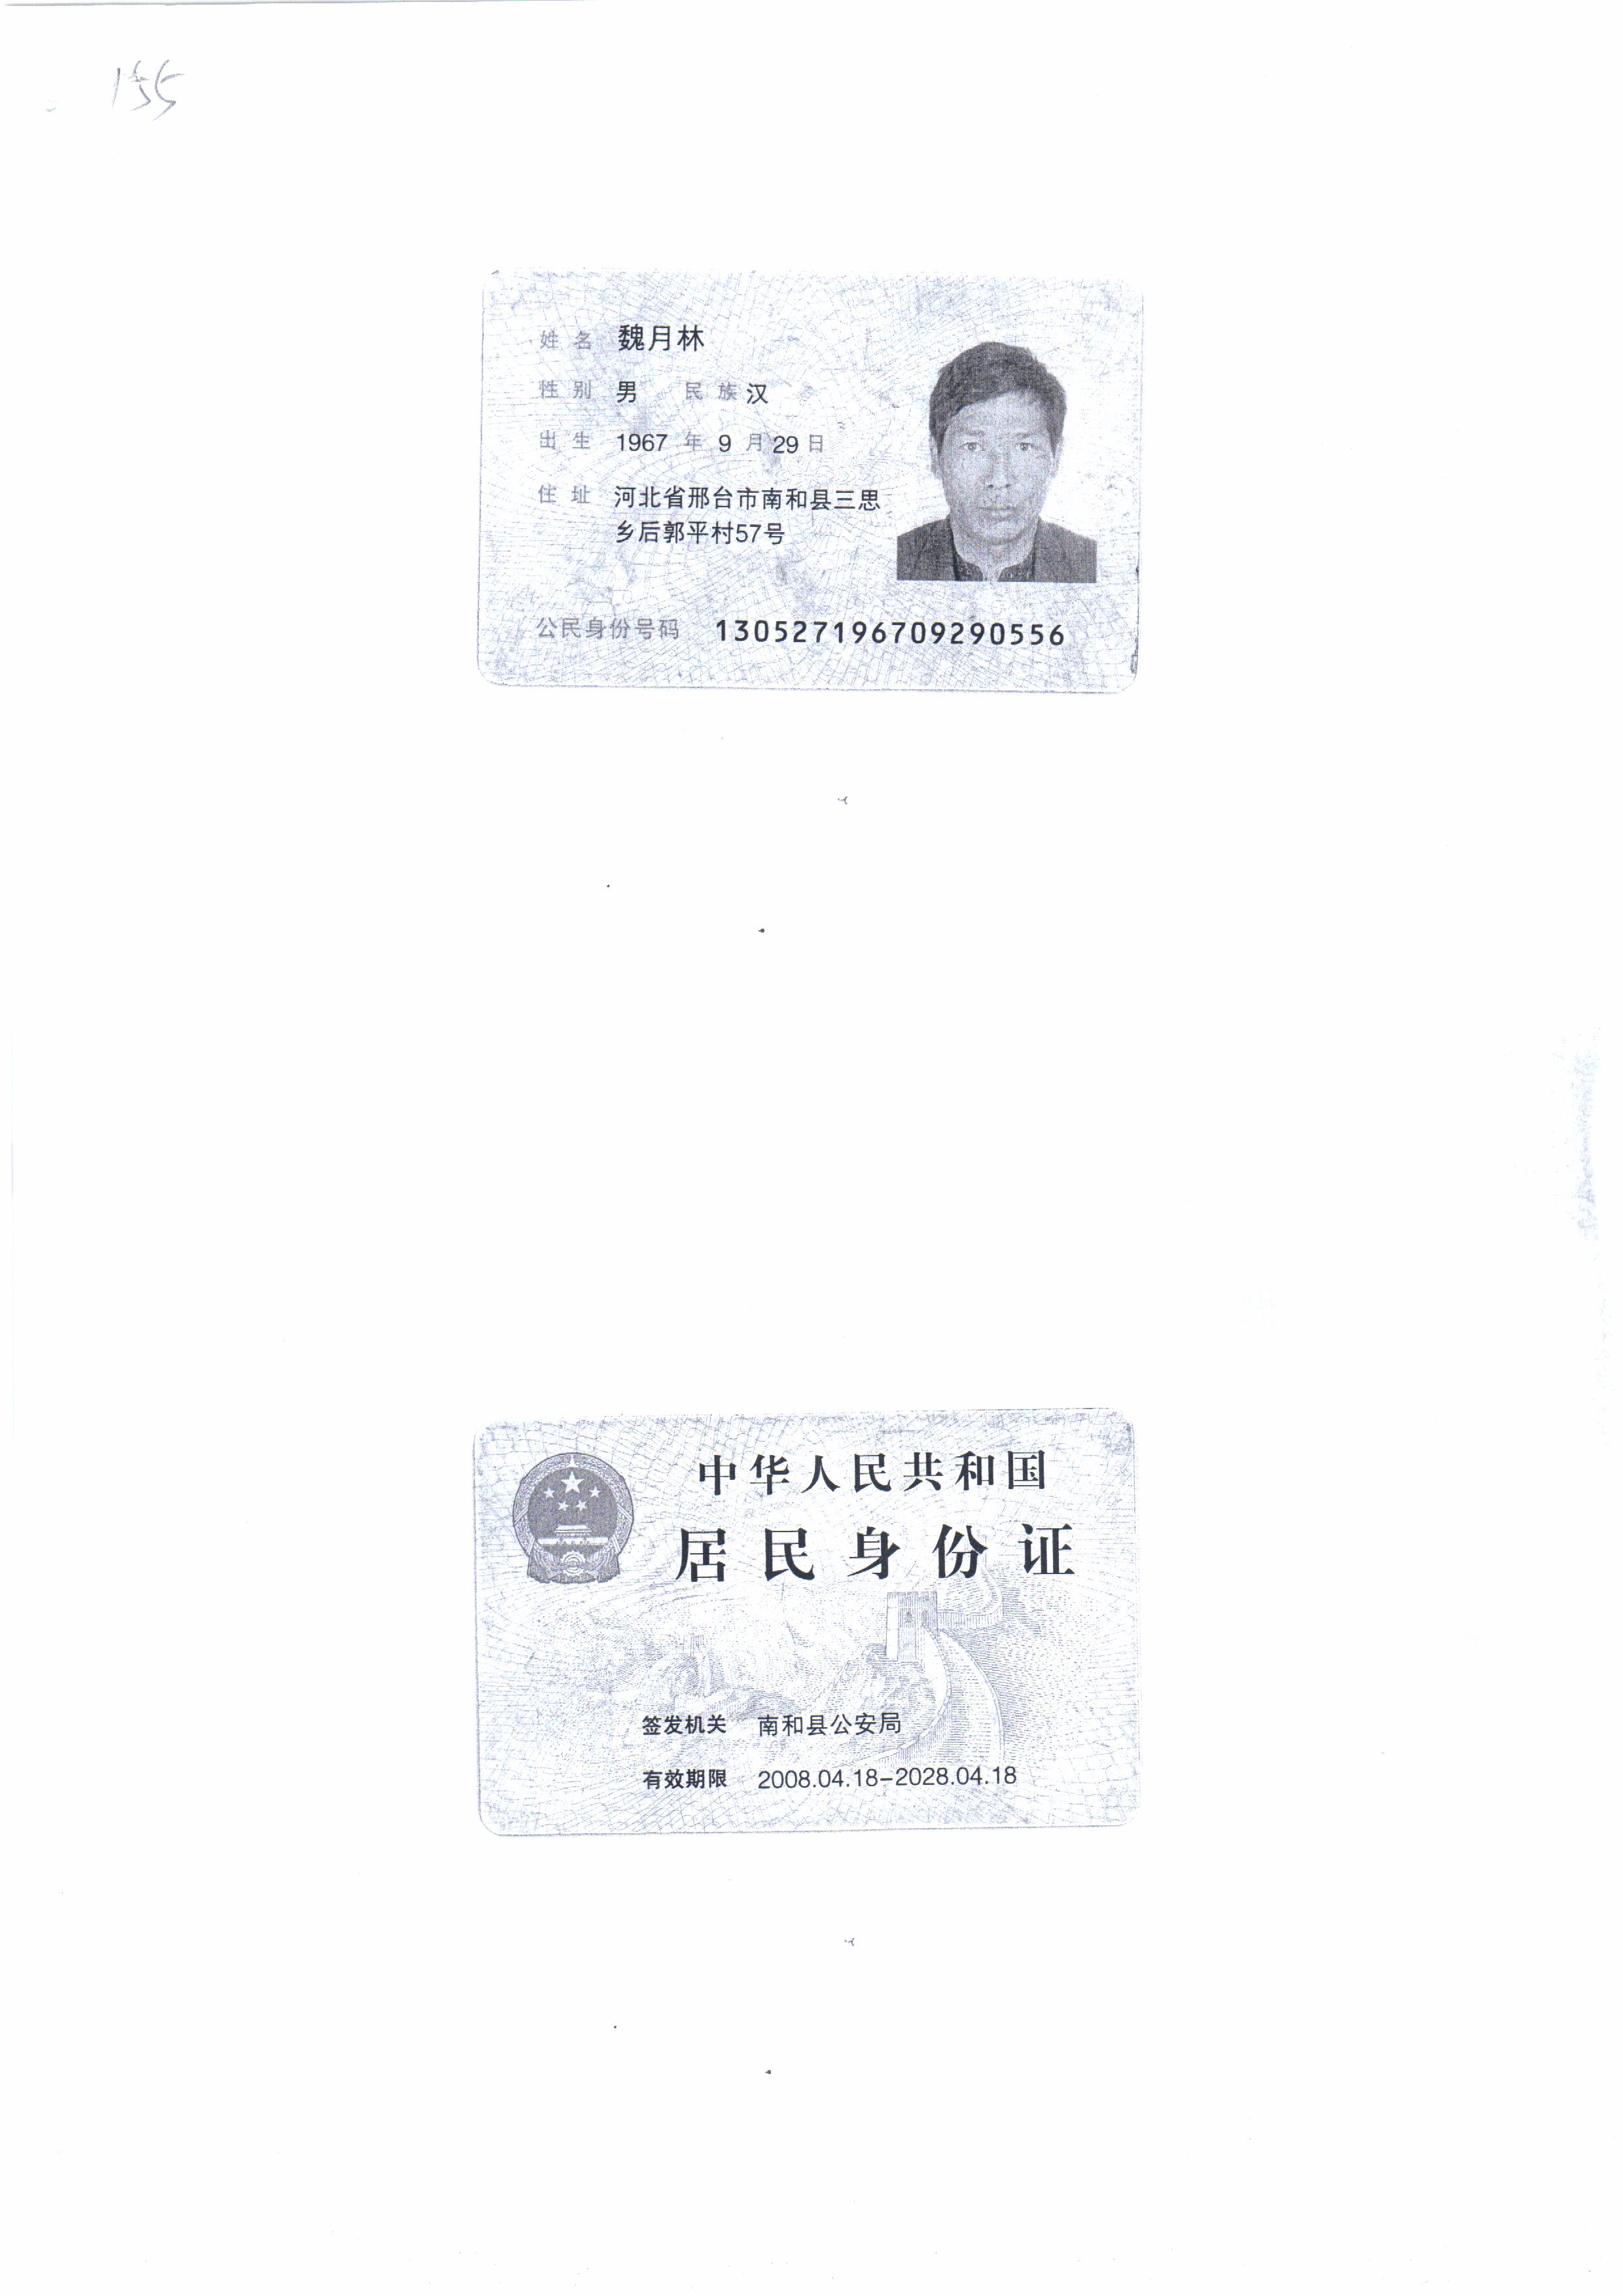 155
姓名 魏月林
性别 男 民族 汉
出生 1967 年 9 月 29 日
住址 河北省邢台市南和县三思
乡后郭平村57号
公民身份号码 130527196709290556
中华人民共和国
居民身份证
签发机关 南和县公安局
有效期限 2008.04.18-2028.04.18